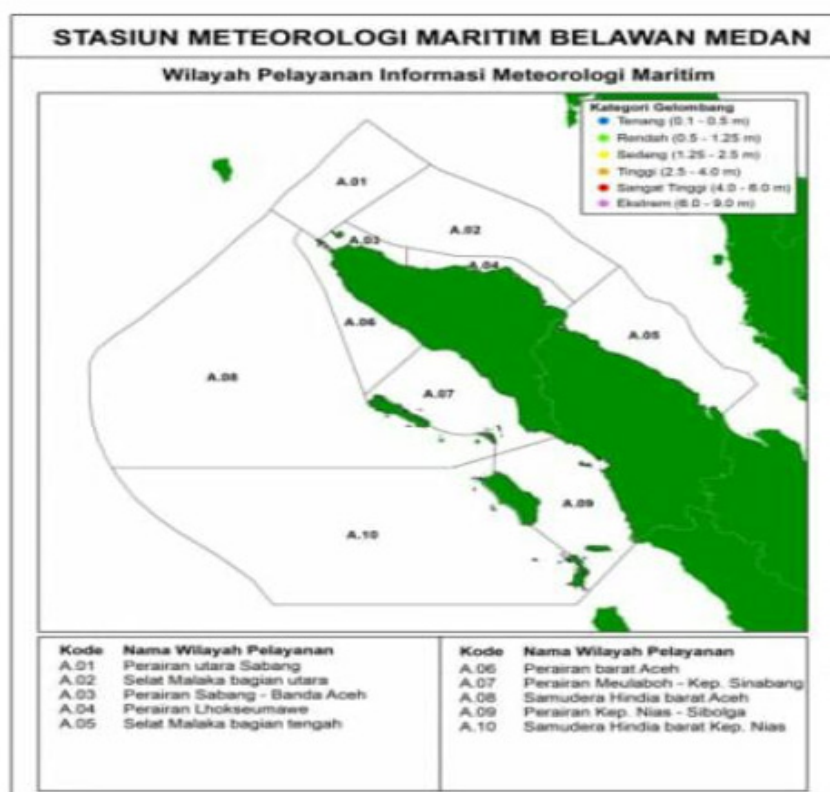 STASIUN METEOROLOGI MARITIM BELAWAN MEDAN
Wilayah Pelayanan Informasi Meteorologi Maritim
Kategori Gelombang
Tenang (0.1 - 0.5 m)
Rendah (0.5 - 1.25 m)
Sedang (1.25 - 2.5 m)
Tinggi (2.5 - 4.0 m)
Sangat Tinggi (4.0 - 6.0 m)
Ekstrem (6.0 - 9.0 m)
A.01
A.02
A.03
A.04
A.05
A.06
A.07
A.08
A.09
A.10
Kode Nama Wilayah Pelayanan
A.01 Perairan utara Sabang
A.02 Selat Malaka bagian utara
A.03 Perairan Sabang - Banda Aceh
A.04 Perairan Lhokseumawe
A.05 Selat Malaka bagian tengah
Kode Nama Wilayah Pelayanan
A.06 Perairan barat Aceh
A.07 Perairan Meulaboh - Kep. Sinabang
A.08 Samudera Hindia barat Aceh
A.09 Perairan Kep. Nias - Sibolga
A.10 Samudera Hindia barat Kep. Nias